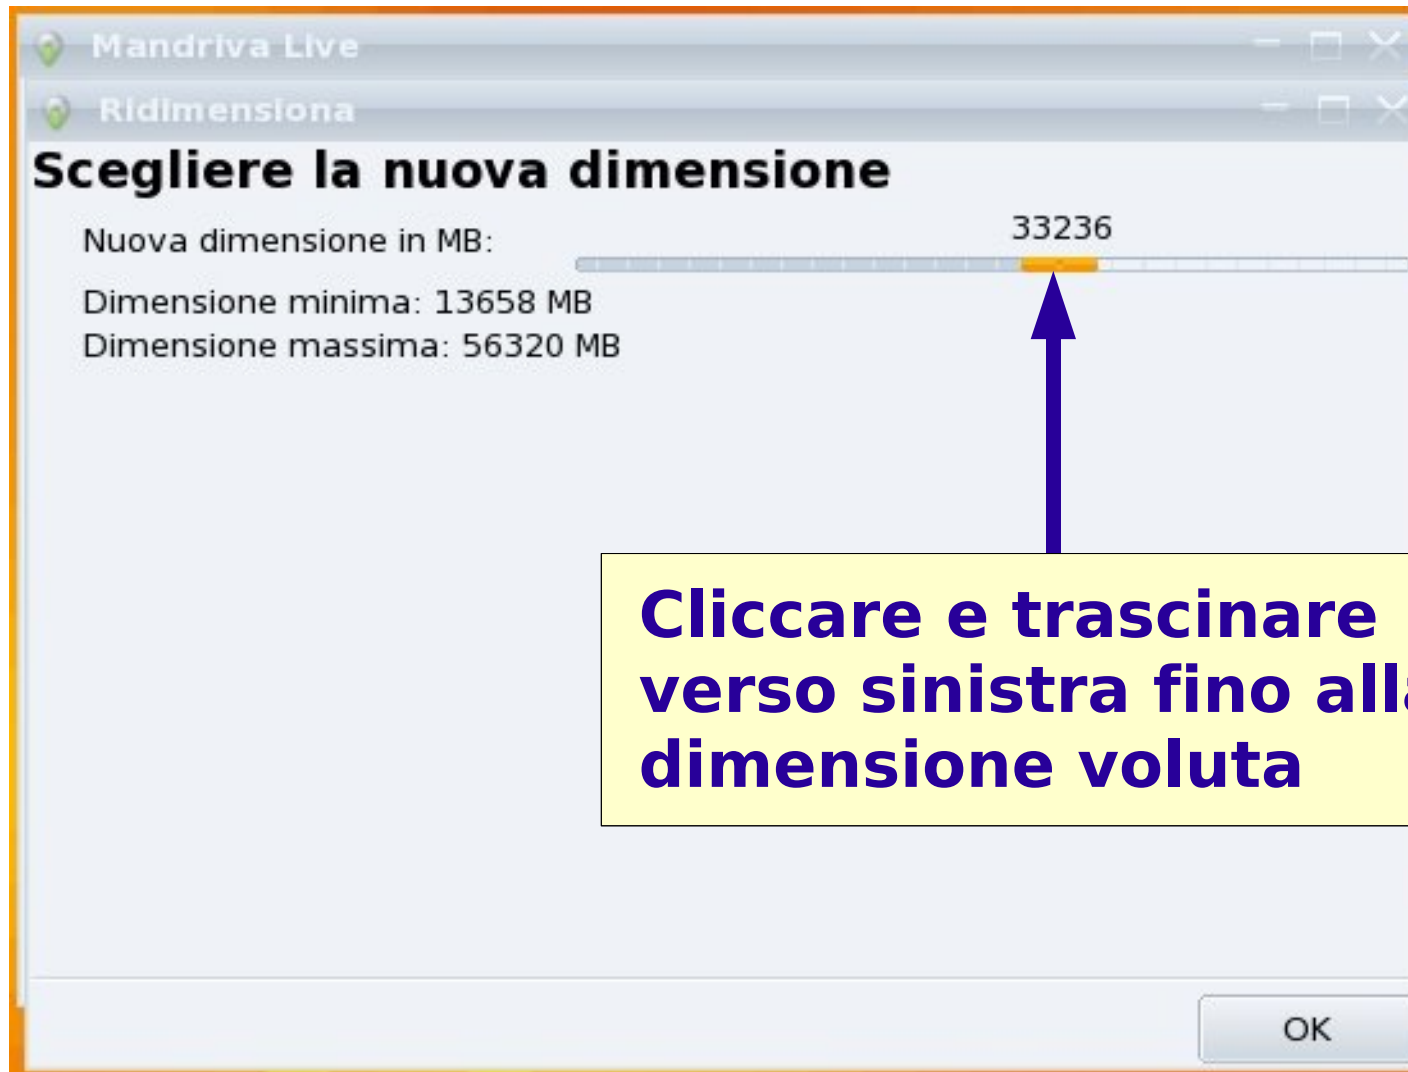 Mandriva Live
Ridimensiona
Scegliere la nuova dimensione
33236
Nuova dimensione in MB:
Dimensione minima: 13658 MB
Dimensione massima: 56320 MB
Cliccare e trascinare
verso sinistra fino alla
dimensione voluta
OK